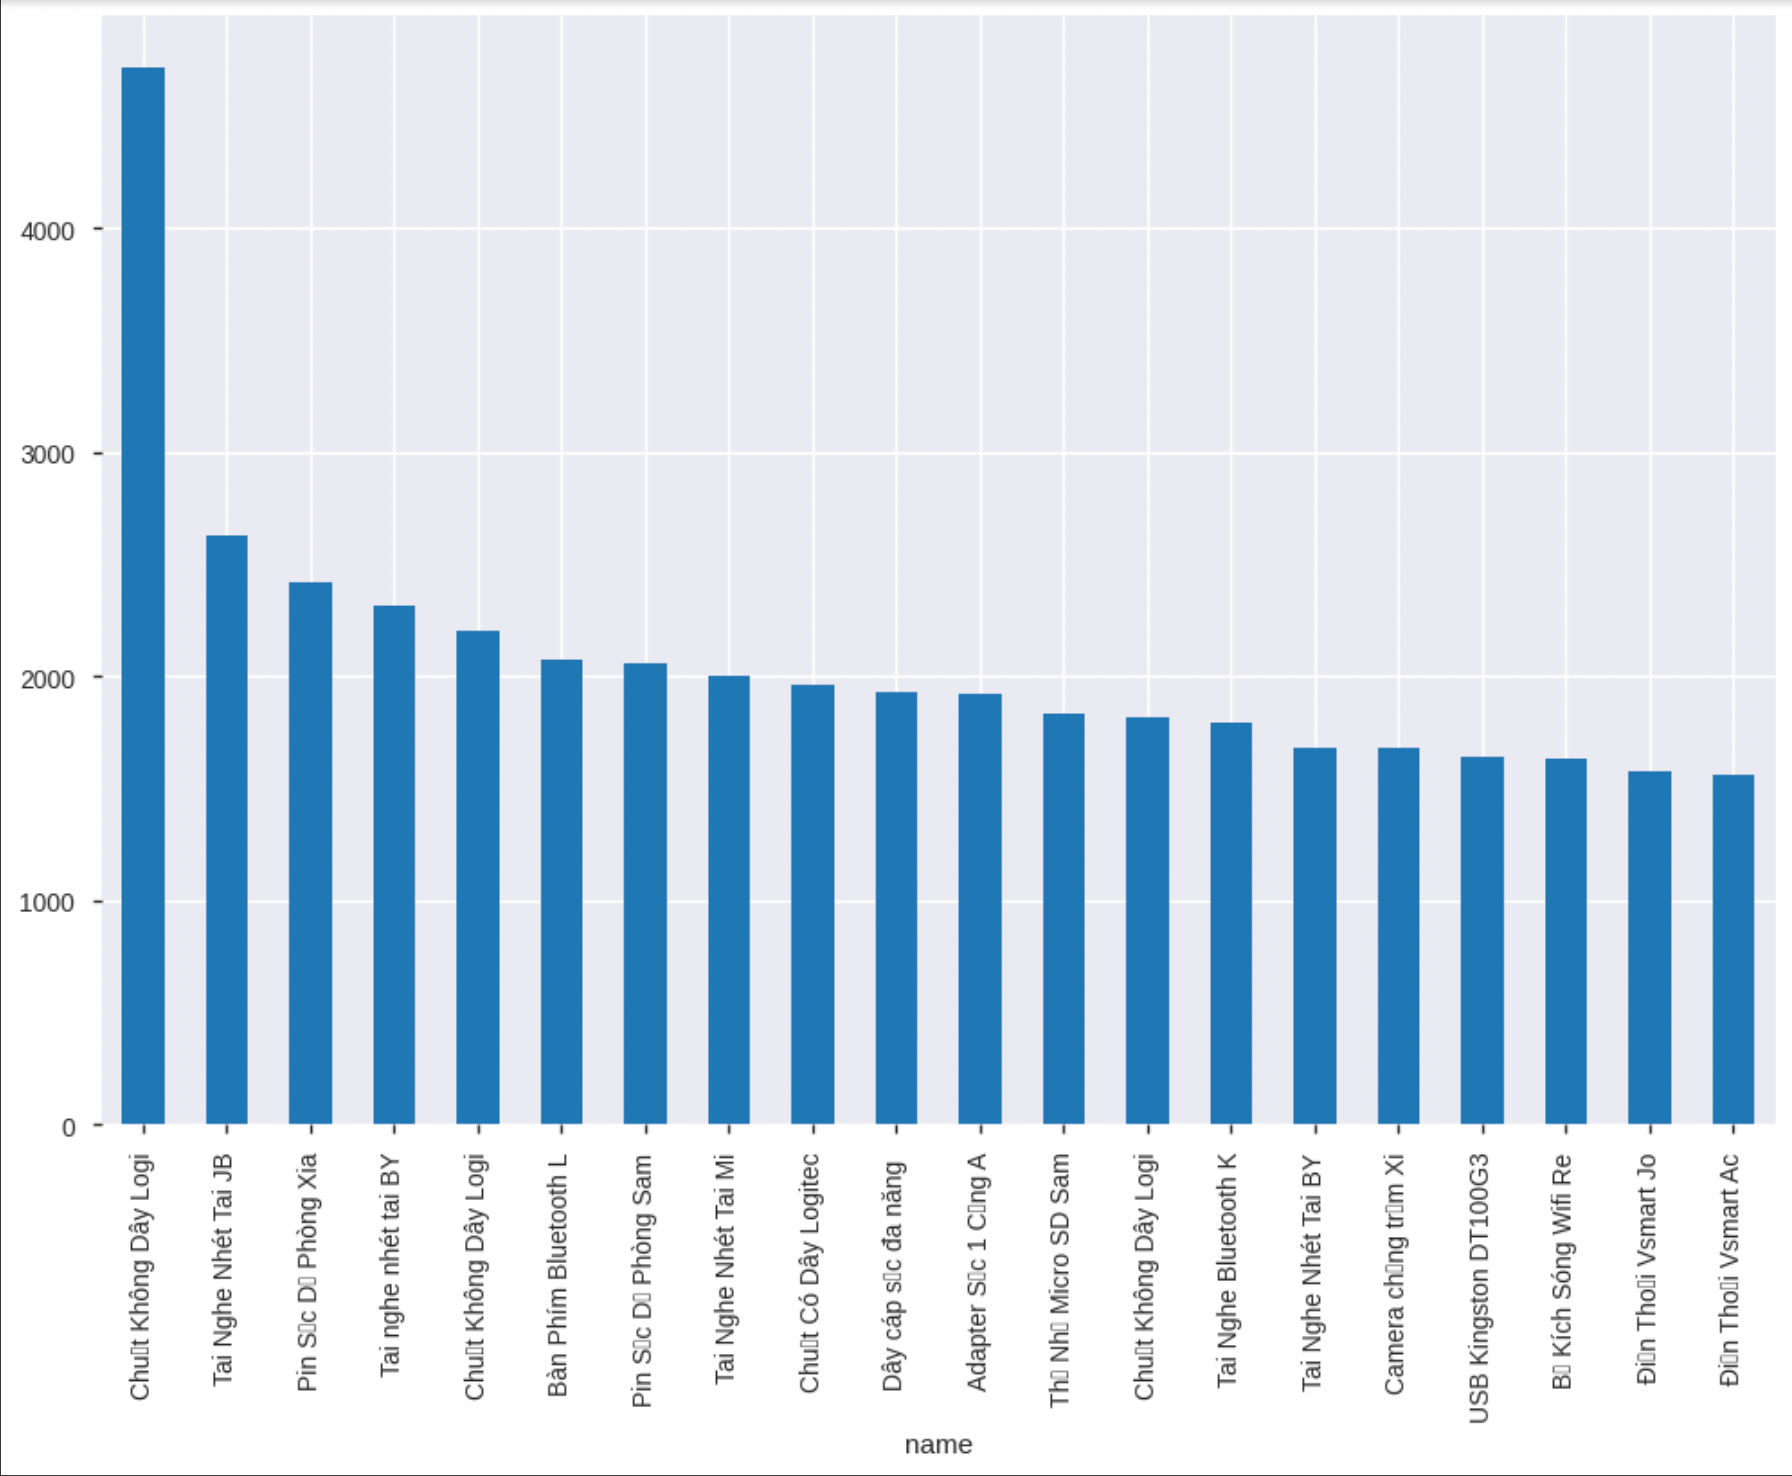 4000
3000
2000
1000
0
Chu▯t Không Dây Logi
Tai Nghe Nhét Tai JB
Pin S▯c D▯ Phòng Xia
Tai nghe nhét tai BY
Chu▯t Không Dây Logi
Bàn Phím Bluetooth L
Pin S▯c D▯ Phòng Sam
Tai Nghe Nhét Tai Mi
Chu▯t Có Dây Logitec
Dây cáp s▯c đa năng
Adapter S▯c 1 C▯ng A
Th▯ Nh▯ Micro SD Sam
Chu▯t Không Dây Logi
Tai Nghe Bluetooth K
Tai Nghe Nhét Tai BY
Camera ch▯ng tr▯m Xi
USB Kingston DT100G3
B▯ Kích Sóng Wifi Re
Đi▯n Tho▯i Vsmart Jo
Đi▯n Tho▯i Vsmart Ac
name